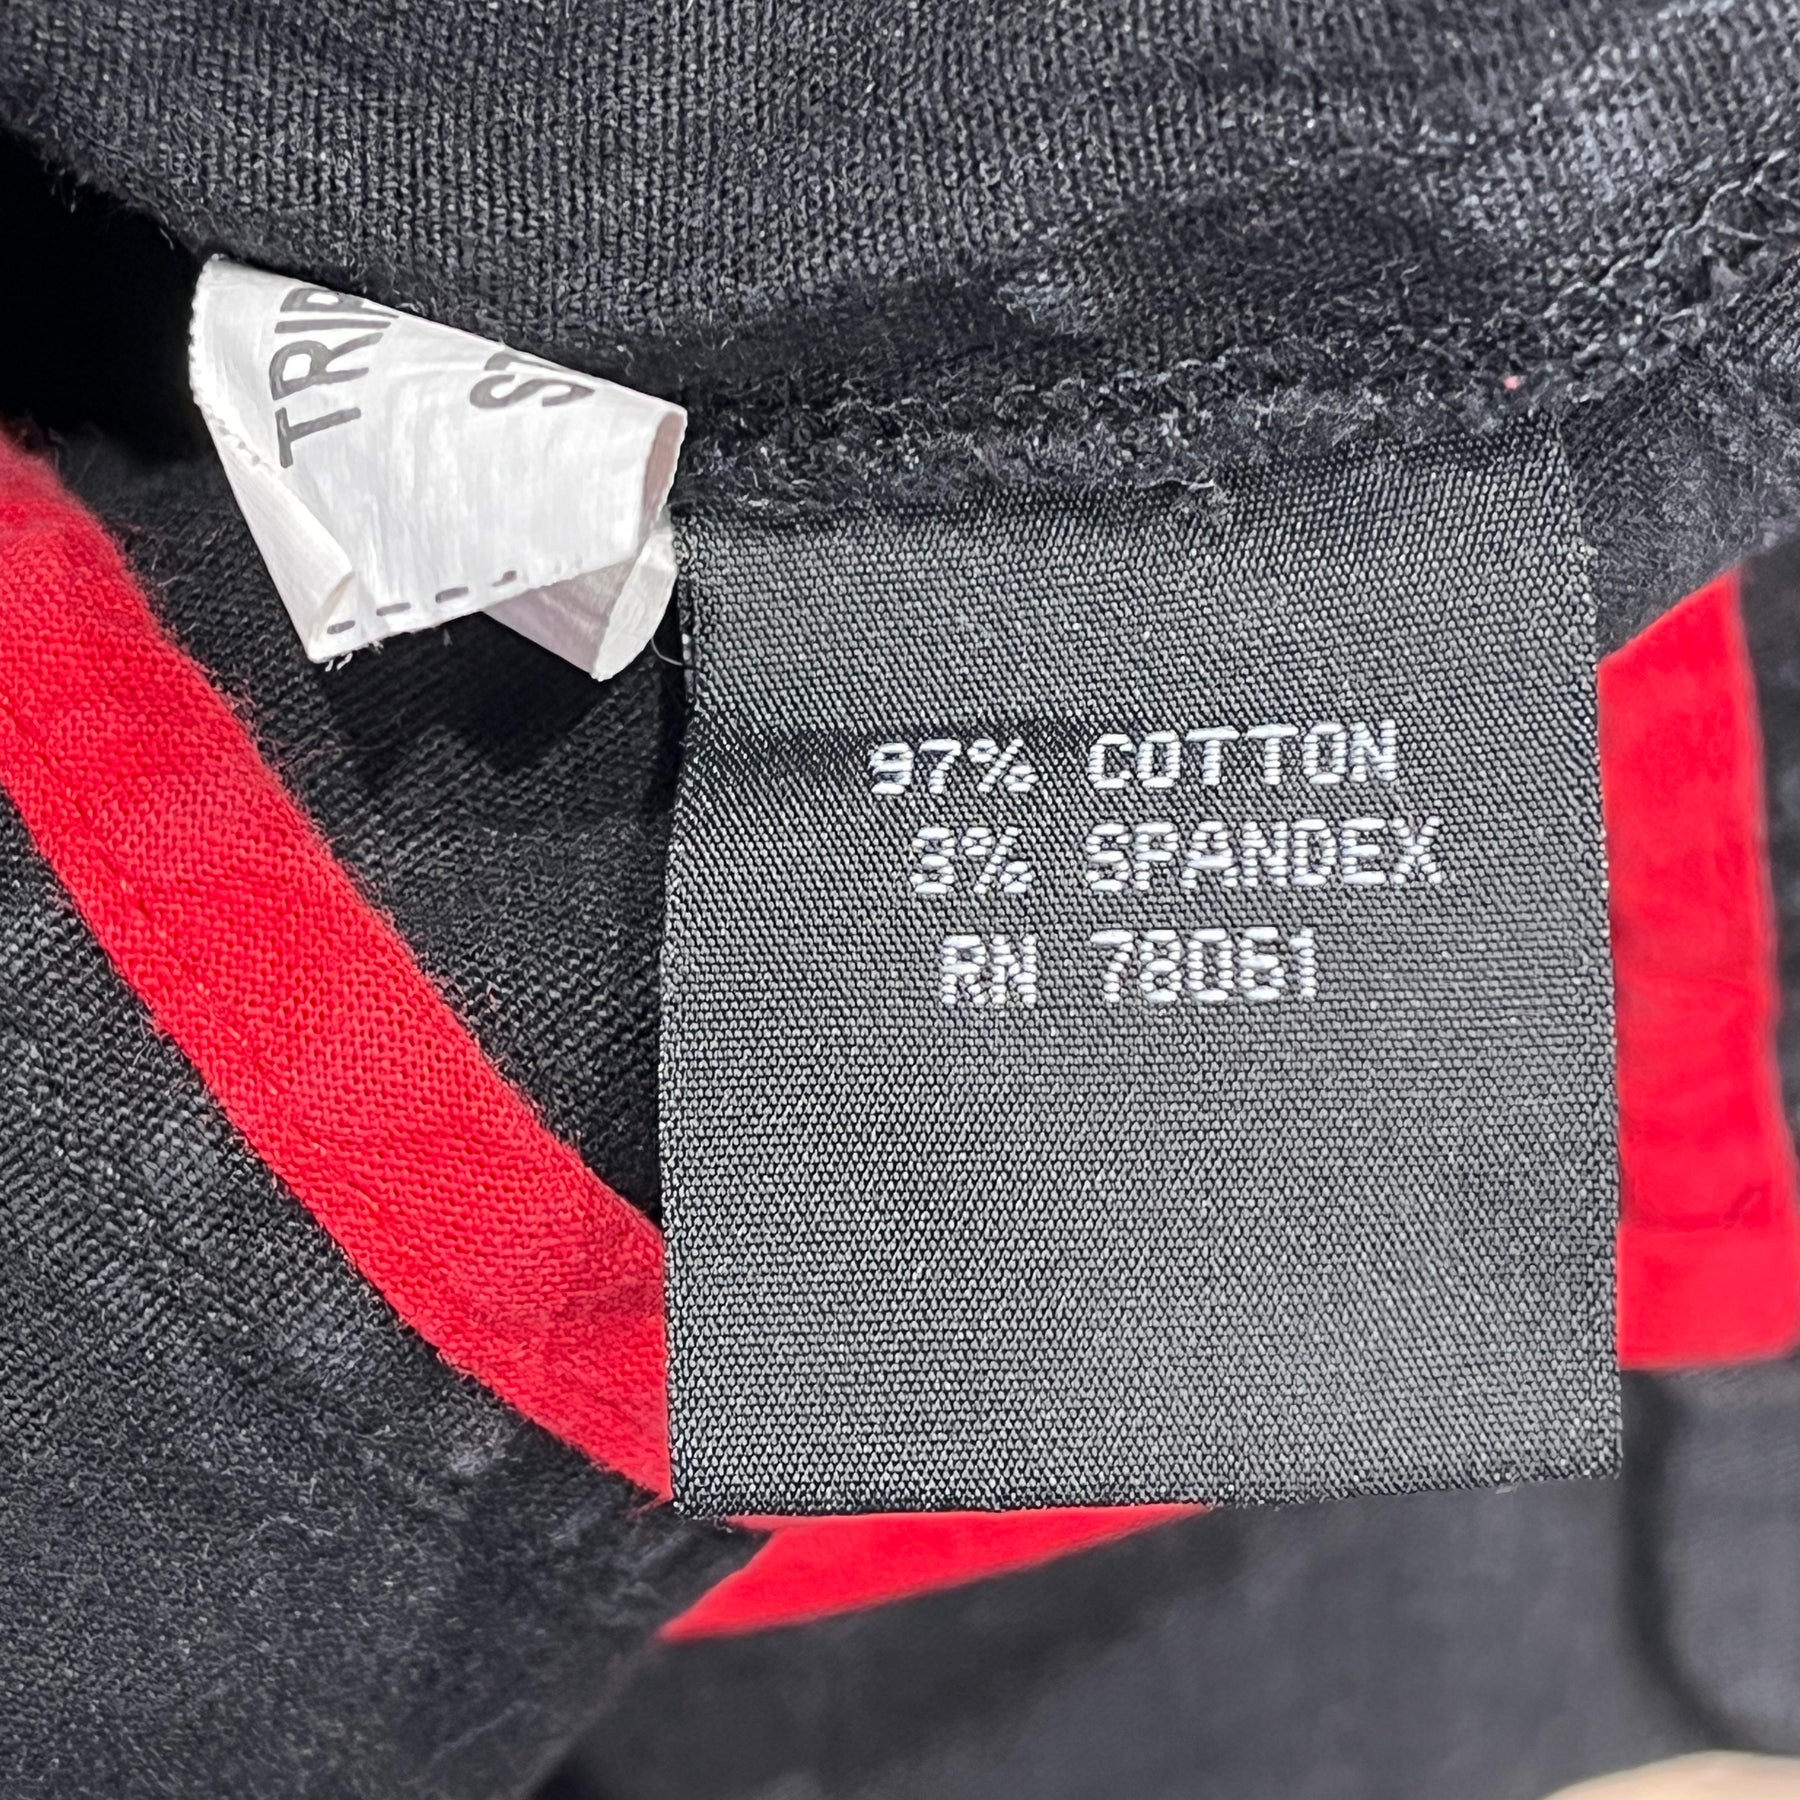 97% COTTON
3% SPANDEX
RN 78061